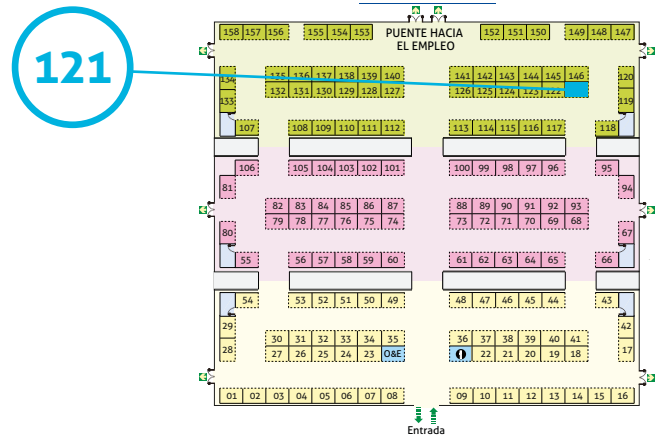 158 157 156 155 154 153 PUENTE HACIA 152 151 150 149 148 147
EL EMPLEO
121
134 135 136 137 138 139 140 141 142 143 144 145 146 120
133 132 131 130 129 128 127 126 125 124 123 122 119
107 108 109 110 111 112 113 114 115 116 117 118
106 105 104 103 102 101 100 99 98 97 96 95
81 94
82 83 84 85 86 87 88 89 90 91 92 93
79 78 77 76 75 74 73 72 71 70 69 68
80 67
55 56 57 58 59 60 61 62 63 64 65 66
54 53 52 51 50 49 48 47 46 45 44 43
29 42
30 31 32 33 34 35 36 37 38 39 40 41
28 27 26 25 24 23 O&E 22 21 20 19 18 17
01 02 03 04 05 06 07 08 09 10 11 12 13 14 15 16
Entrada